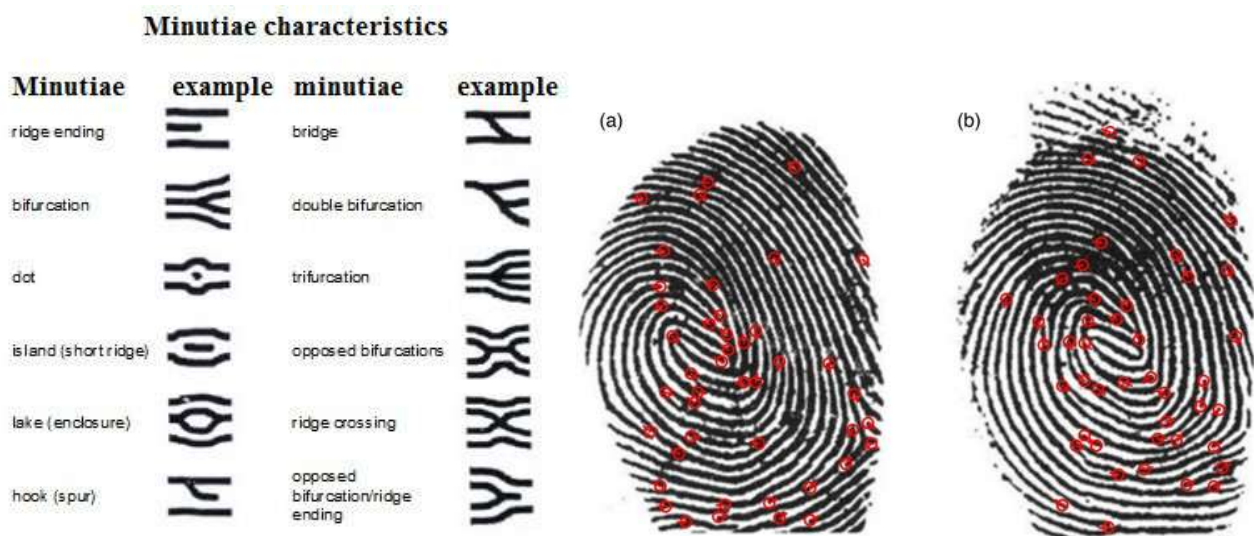 Minutiae characteristics
Minutiae example minutiae example
ridge ending bridge
bifurcation double bifurcation
dot trifurcation
island (short ridge) opposed bifurcations
lake (enclosure) ridge crossing
hook (spur) opposed
bifurcation/ridge
ending
(a)
(b)